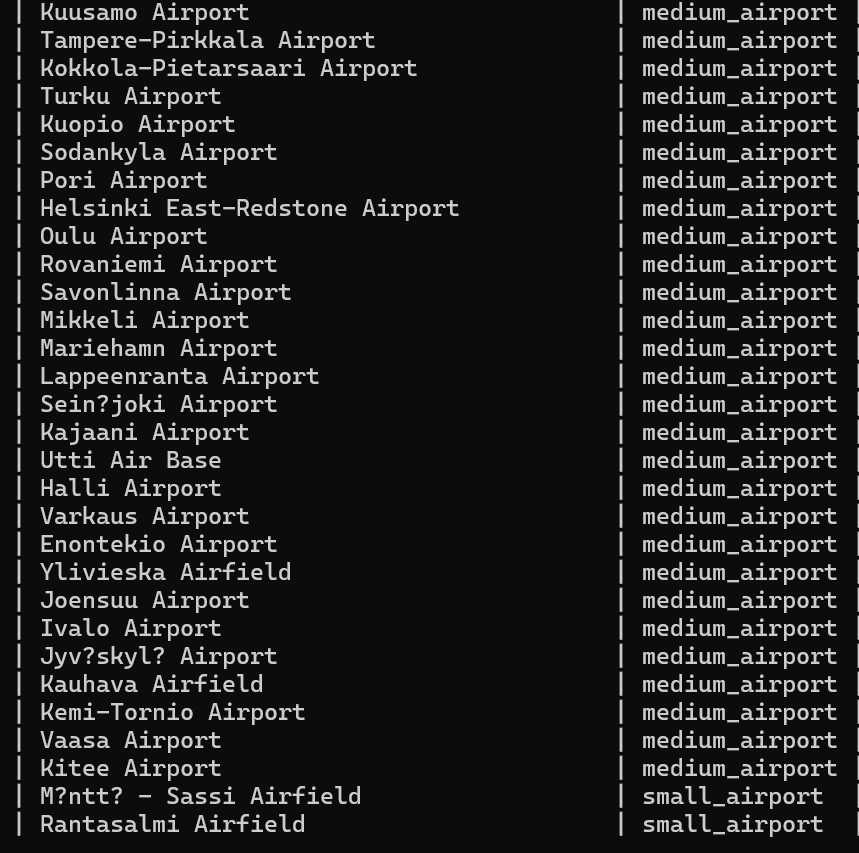 | Kuusamo Airport | medium_airport |
| Tampere-Pirkkala Airport | medium_airport |
| Kokkola-Pietarsaari Airport | medium_airport |
| Turku Airport | medium_airport |
| Kuopio Airport | medium_airport |
| Sodankyla Airport | medium_airport |
| Pori Airport | medium_airport |
| Helsinki East-Redstone Airport | medium_airport |
| Oulu Airport | medium_airport |
| Rovaniemi Airport | medium_airport |
| Savonlinna Airport | medium_airport |
| Mikkeli Airport | medium_airport |
| Mariehamn Airport | medium_airport |
| Lappeenranta Airport | medium_airport |
| Sein?joki Airport | medium_airport |
| Kajaani Airport | medium_airport |
| Utti Air Base | medium_airport |
| Halli Airport | medium_airport |
| Varkaus Airport | medium_airport |
| Enontekio Airport | medium_airport |
| Ylivieska Airfield | medium_airport |
| Joensuu Airport | medium_airport |
| Ivalo Airport | medium_airport |
| Jyv?skyl? Airport | medium_airport |
| Kauhava Airfield | medium_airport |
| Kemi-Tornio Airport | medium_airport |
| Vaasa Airport | medium_airport |
| Kitee Airport | medium_airport |
| M?ntt? - Sassi Airfield | small_airport |
| Rantasalmi Airfield | small_airport |